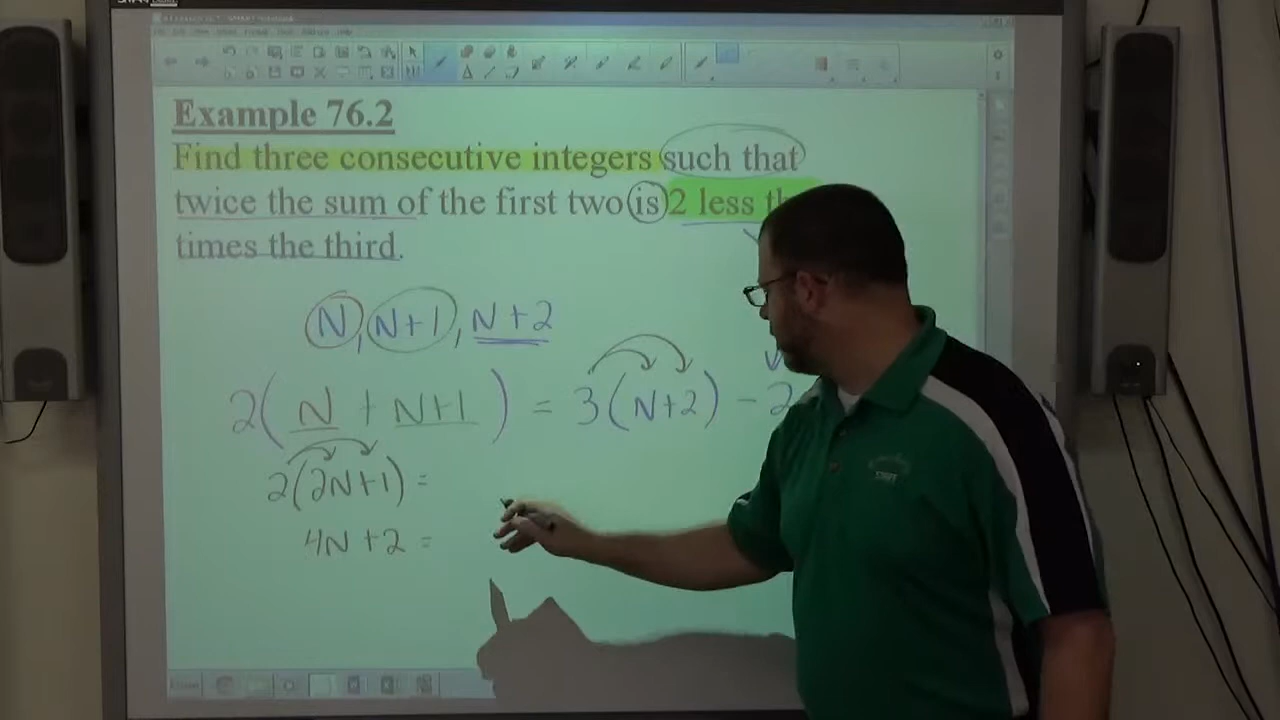 Example 76.2
Find three consecutive integers such that
twice the sum of the first two is 2 less
times the third.
N, N+1, N+2
2( N + N+1 ) = 3(N+2) - 2
2(2N+1) =
4N +2 =